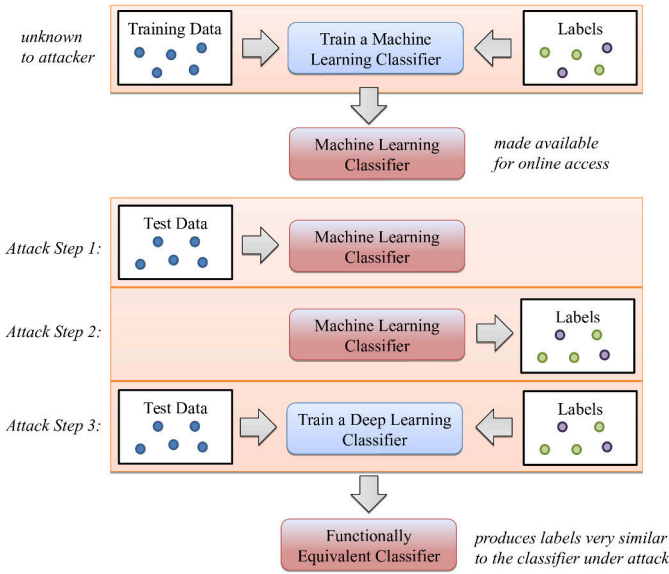 unknown
to attacker
Training Data
Train a Machine
Learning Classifier
Labels
Machine Learning
Classifier
made available
for online access
Attack Step 1:
Test Data
Machine Learning
Classifier
Attack Step 2:
Machine Learning
Classifier
Labels
Attack Step 3:
Test Data
Train a Deep Learning
Classifier
Labels
Functionally
Equivalent Classifier
produces labels very similar
to the classifier under attack